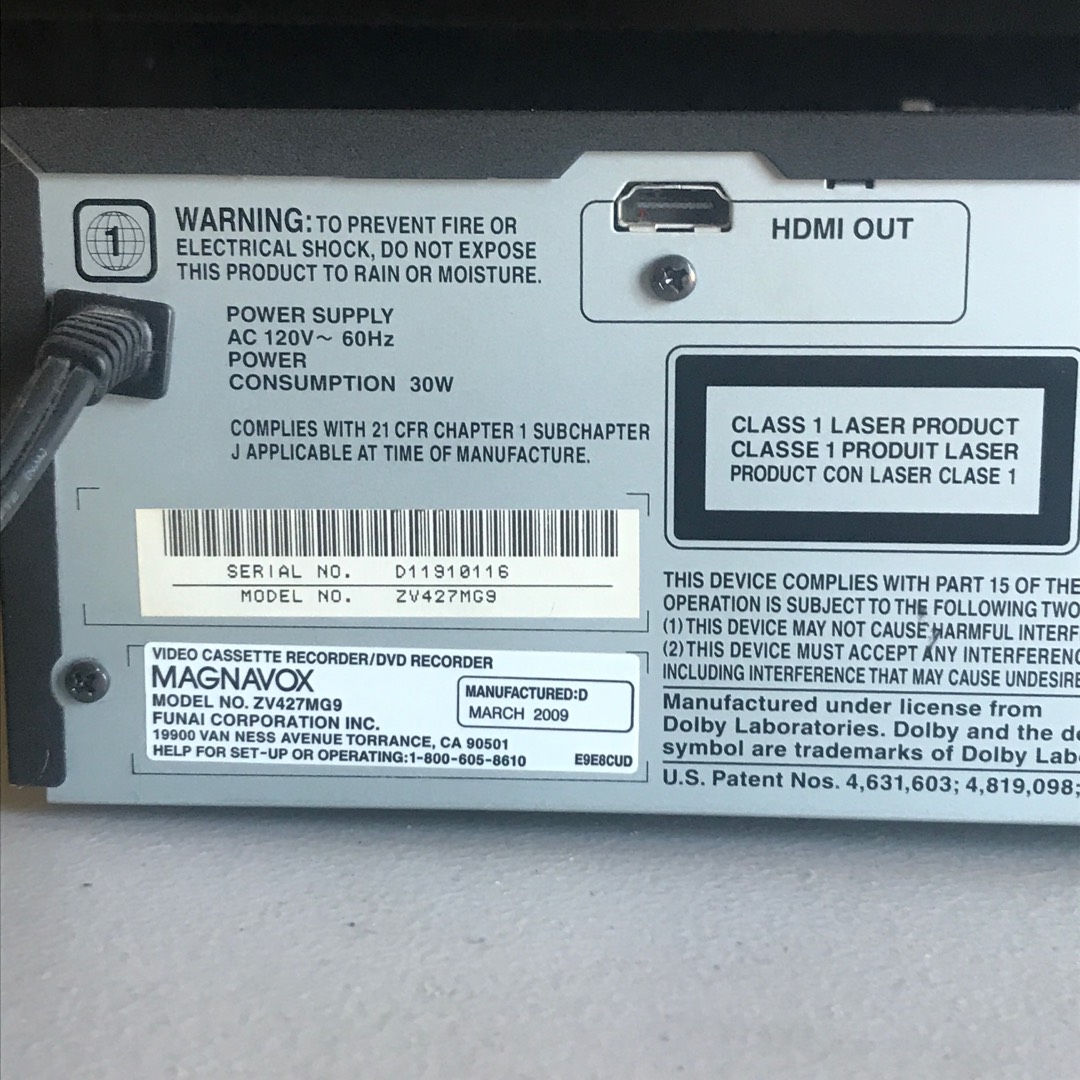 1
WARNING: TO PREVENT FIRE OR
ELECTRICAL SHOCK, DO NOT EXPOSE
THIS PRODUCT TO RAIN OR MOISTURE.
HDMI OUT
POWER SUPPLY
AC 120V~ 60Hz
POWER
CONSUMPTION 30W
COMPLIES WITH 21 CFR CHAPTER 1 SUBCHAPTER
J APPLICABLE AT TIME OF MANUFACTURE.
CLASS 1 LASER PRODUCT
CLASSE 1 PRODUIT LASER
PRODUCT CON LASER CLASE 1
SERIAL NO. D11910116
MODEL NO. ZV427MG9
VIDEO CASSETTE RECORDER/DVD RECORDER
MAGNAVOX
MODEL NO. ZV427MG9
FUNAI CORPORATION INC.
19900 VAN NESS AVENUE TORRANCE, CA 90501
HELP FOR SET-UP OR OPERATING:1-800-605-8610
MANUFACTURED:D
MARCH 2009
E9E8CUD
THIS DEVICE COMPLIES WITH PART 15 OF THE
OPERATION IS SUBJECT TO THE FOLLOWING TWO
(1) THIS DEVICE MAY NOT CAUSE HARMFUL INTERF
(2) THIS DEVICE MUST ACCEPT ANY INTERFERENC
INCLUDING INTERFERENCE THAT MAY CAUSE UNDESIRE
Manufactured under license from
Dolby Laboratories. Dolby and the do
symbol are trademarks of Dolby Lab
U.S. Patent Nos. 4,631,603; 4,819,098;